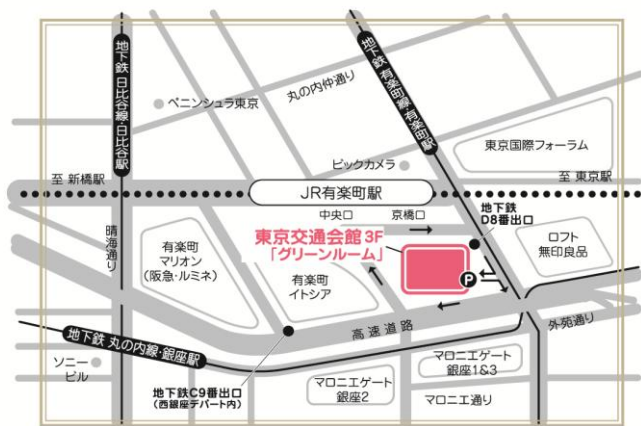 地下鉄 日比谷線・日比谷駅
地下鉄 有楽町線・有楽町駅
丸の内仲通り
ペニンシュラ東京
東京国際フォーラム
ビックカメラ
至 新橋駅
JR有楽町駅
至 東京駅
中央口
京橋口
地下鉄
D8番出口
晴海通り
有楽町
マリオン
(阪急・ルミネ)
東京交通会館 3F
「グリーンルーム」
ロフト
無印良品
有楽町
イトシア
P
高速道路
外苑通り
地下鉄 丸の内線・銀座駅
ソニー
ビル
地下鉄C9番出口
(西銀座デパート内)
マロニエゲート
銀座2
マロニエゲート
銀座1&3
マロニエ通り